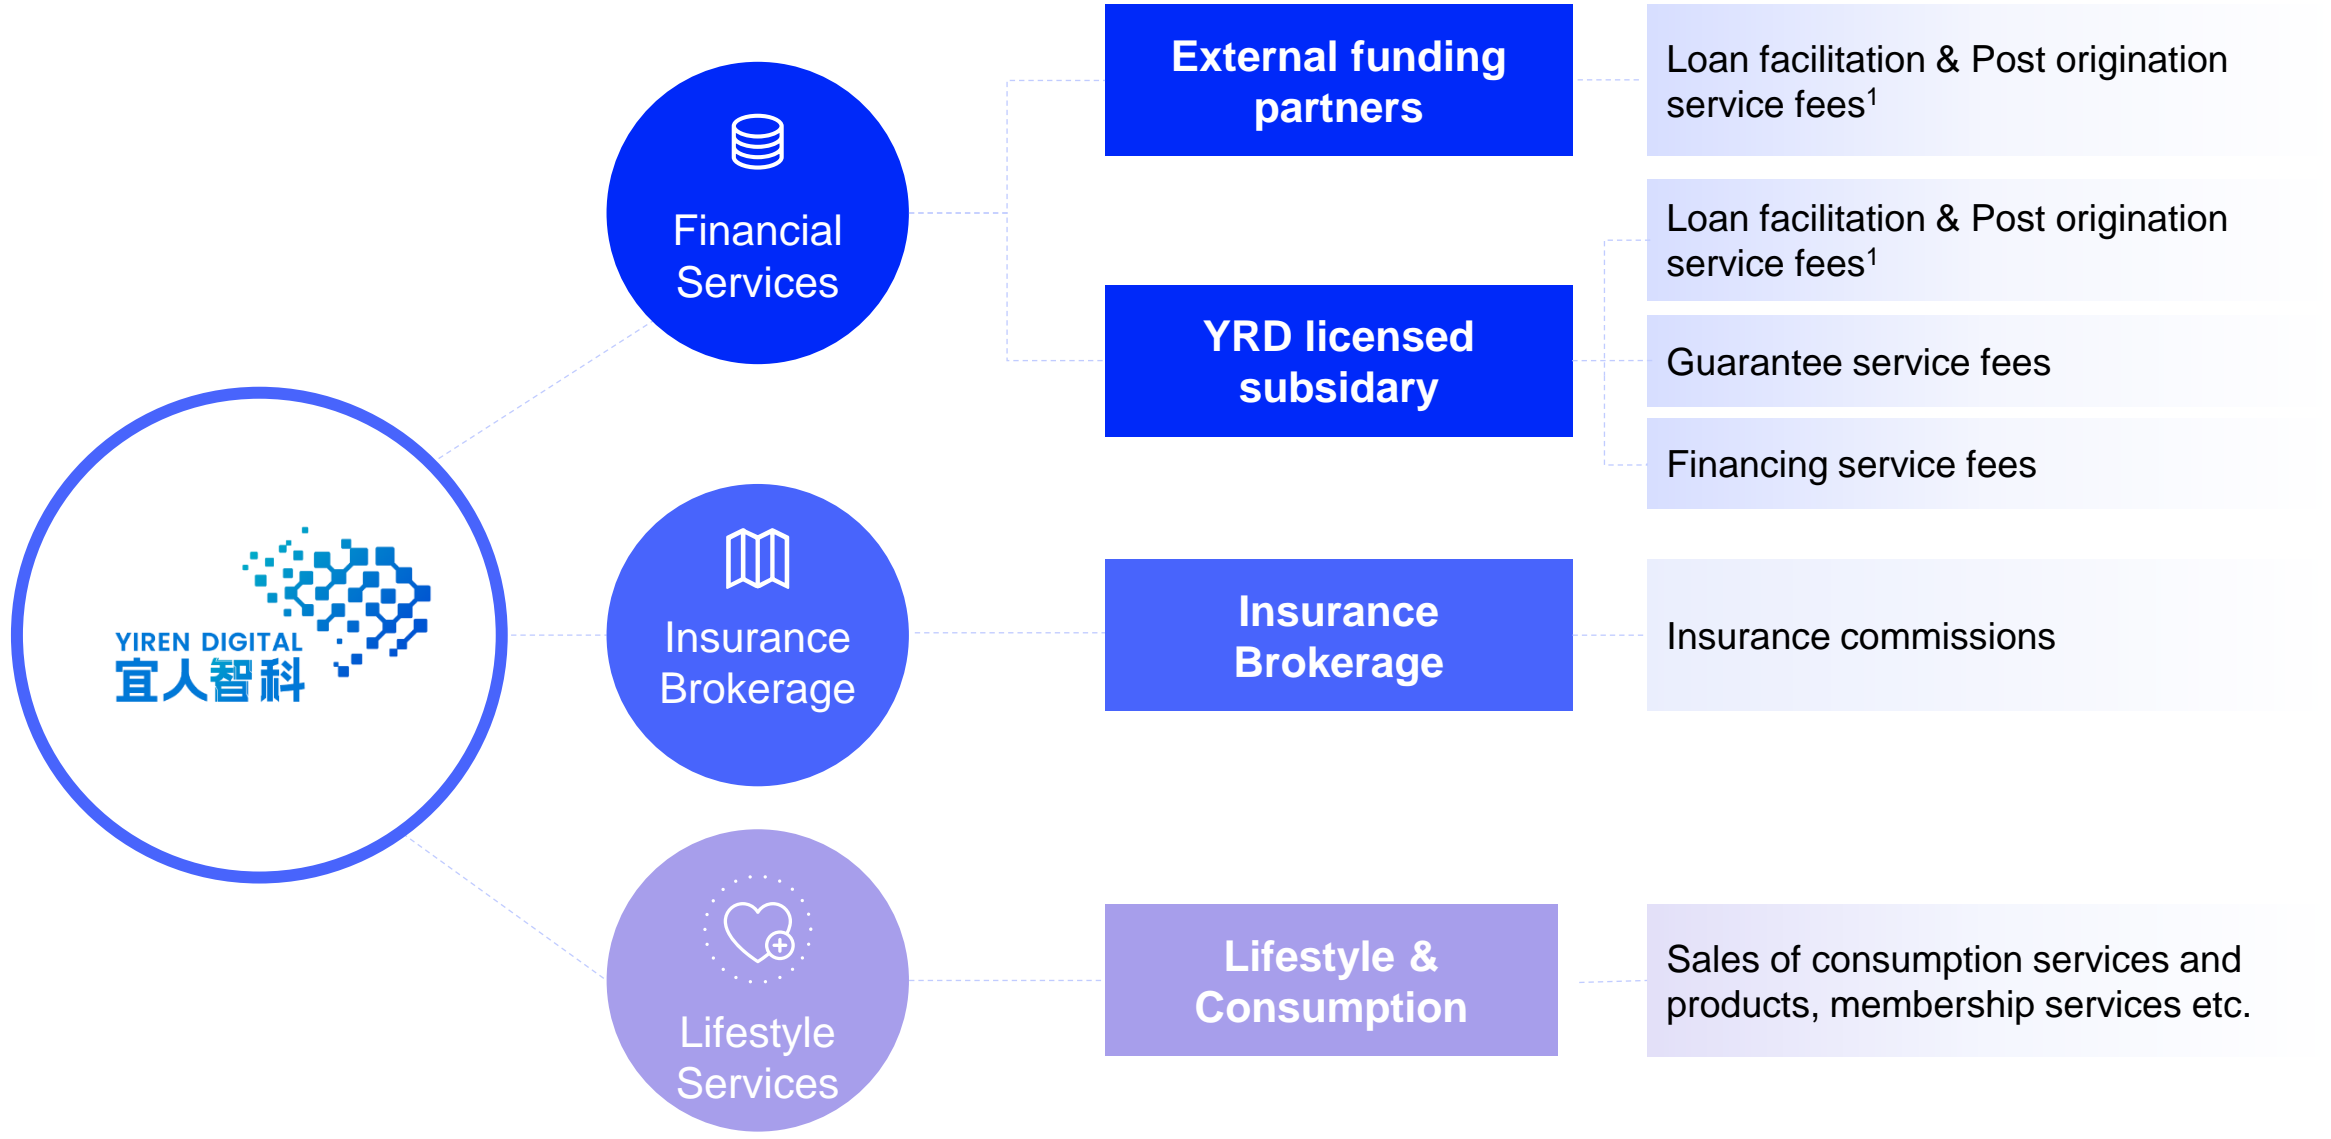 External funding
partners
Loan facilitation & Post origination
service fees¹
Financial
Services
Loan facilitation & Post origination
service fees¹
YRD licensed
subsidary
Guarantee service fees
Financing service fees
YIREN DIGITAL
宜人智科
Insurance
Brokerage
Insurance
Brokerage
Insurance commissions
Lifestyle
Services
Lifestyle &
Consumption
Sales of consumption services and
products, membership services etc.